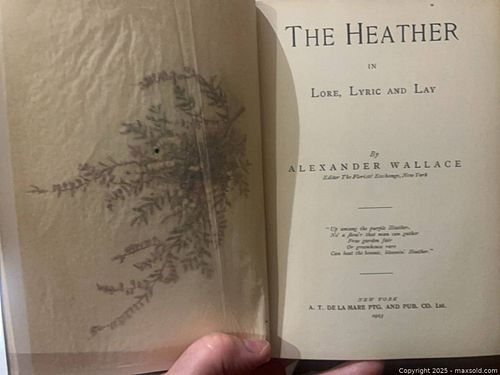 THE HEATHER
IN
LORE, LYRIC AND LAY
By
ALEXANDER WALLACE
Editor The Florists' Exchange, New York
"Up among the purple Heather,
Nó a flow'r that man can gather
Frae garden fair
Or greenhouse rare
Can beat the bonnie, bloomin' Heather."
NEW YORK
A. T. DE LA MARE PTG. AND PUB. CO. Ltd.
1903
Copyright 2025 - maxsold.com